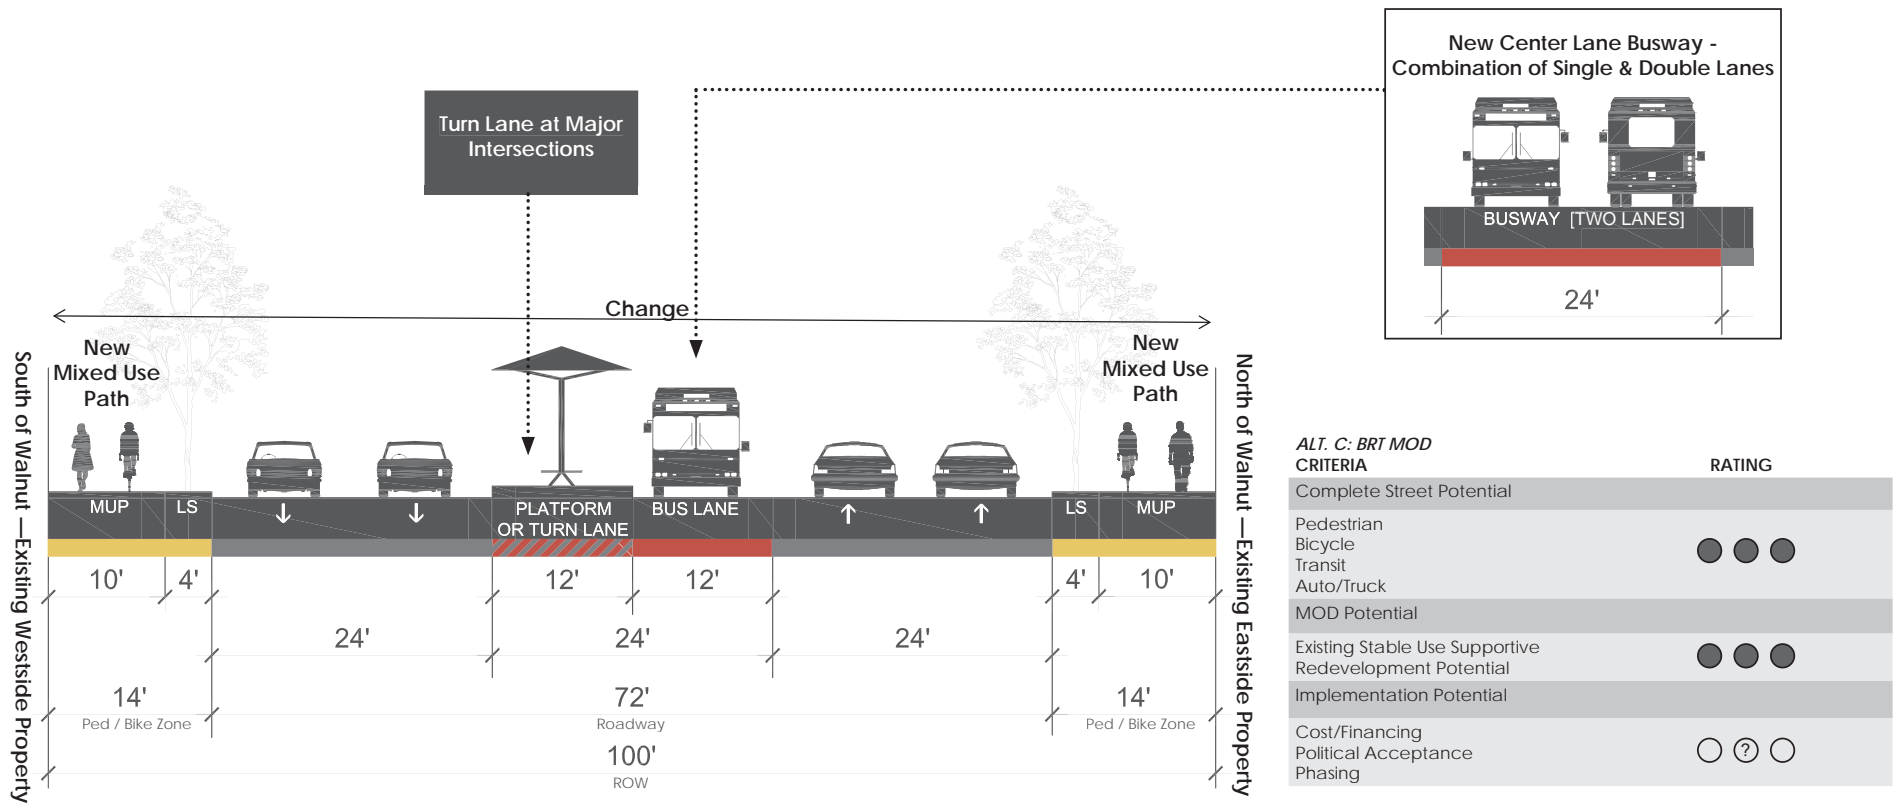 New Center Lane Busway -
Combination of Single & Double Lanes
BUSWAY [TWO LANES]
24'
Turn Lane at Major
Intersections
Change
New
Mixed Use
Path
New
Mixed Use
Path
South of Walnut —Existing Westside Property
North of Walnut —Existing Eastside Property
MUP
LS
PLATFORM
OR TURN LANE
BUS LANE
LS
MUP
10'
4'
12'
12'
4'
10'
24'
24'
24'
14'
Ped / Bike Zone
72'
Roadway
14'
Ped / Bike Zone
100'
ROW
ALT. C: BRT MOD
CRITERIA
RATING
Complete Street Potential
Pedestrian
Bicycle
Transit
Auto/Truck
MOD Potential
Existing Stable Use Supportive
Redevelopment Potential
Implementation Potential
Cost/Financing
Political Acceptance
?
Phasing